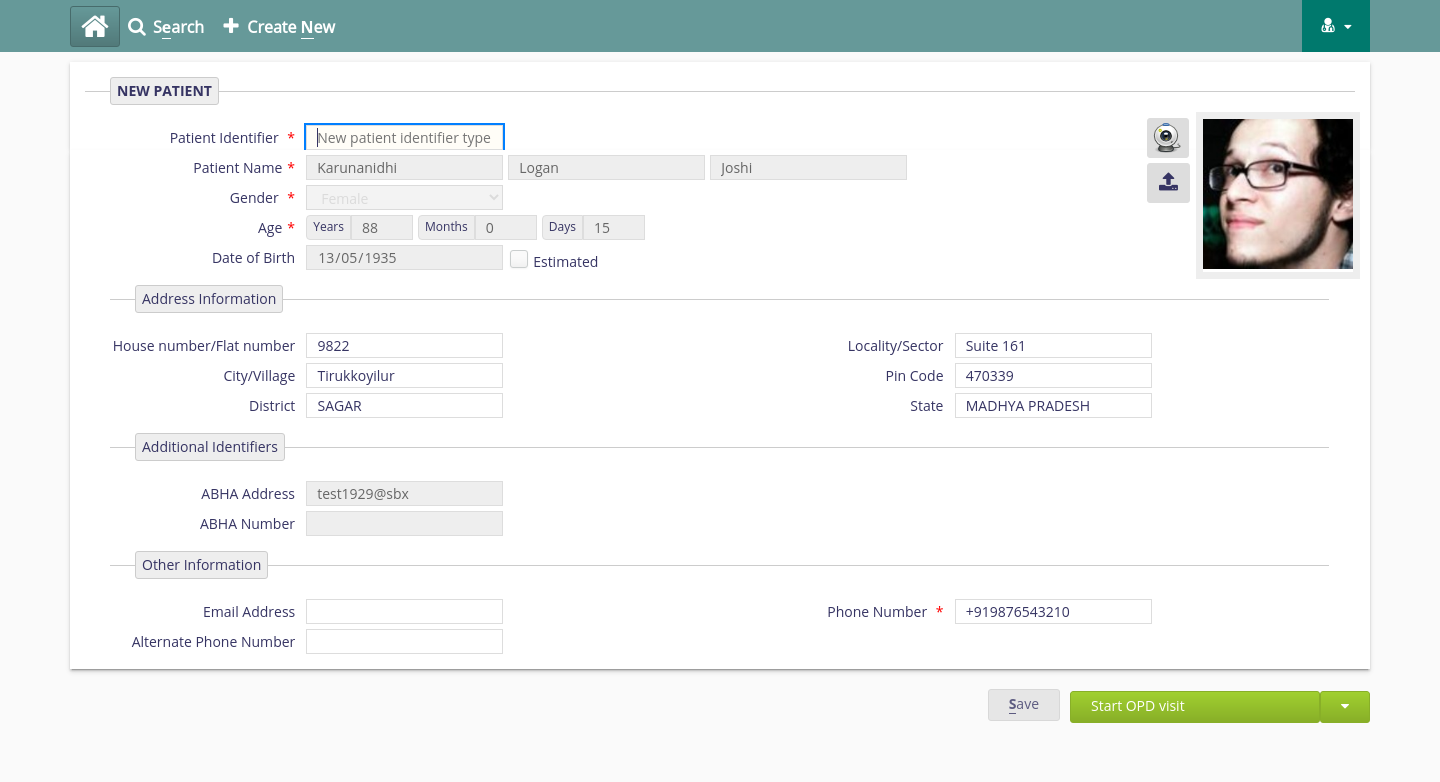 Search Create New
NEW PATIENT
Patient Identifier * New patient identifier type
Patient Name * Karunanidhi Logan Joshi
Gender * Female
Age * Years 88 Months 0 Days 15
Date of Birth 13/05/1935 Estimated
Address Information
House number/Flat number 9822 Locality/Sector Suite 161
City/Village Tirukkoyilur Pin Code 470339
District SAGAR State MADHYA PRADESH
Additional Identifiers
ABHA Address test1929@sbx
ABHA Number
Other Information
Email Address Phone Number * +919876543210
Alternate Phone Number
Save Start OPD visit